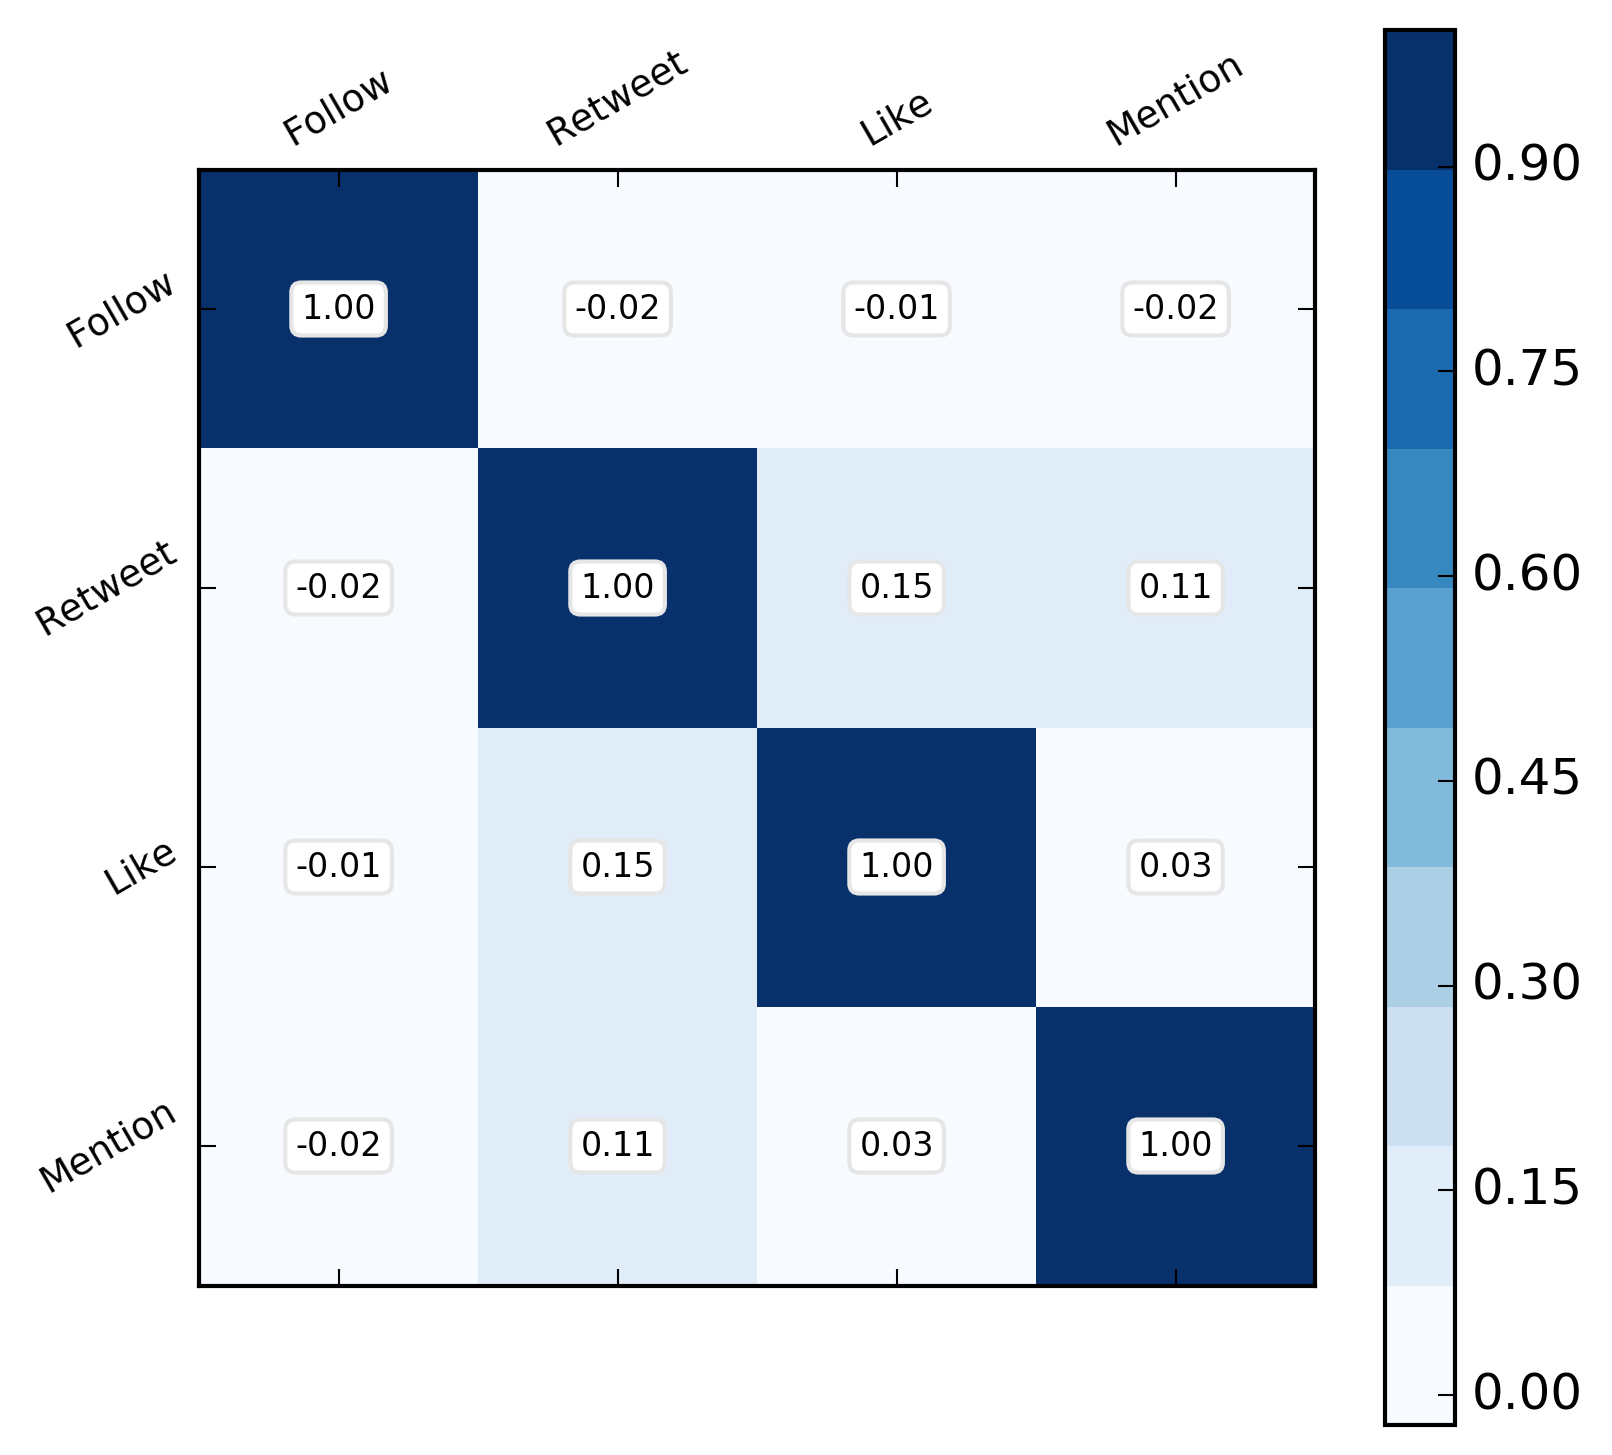 Follow Retweet Like Mention
Follow 1.00 -0.02 -0.01 -0.02
Retweet -0.02 1.00 0.15 0.11
Like -0.01 0.15 1.00 0.03
Mention -0.02 0.11 0.03 1.00
0.90
0.75
0.60
0.45
0.30
0.15
0.00